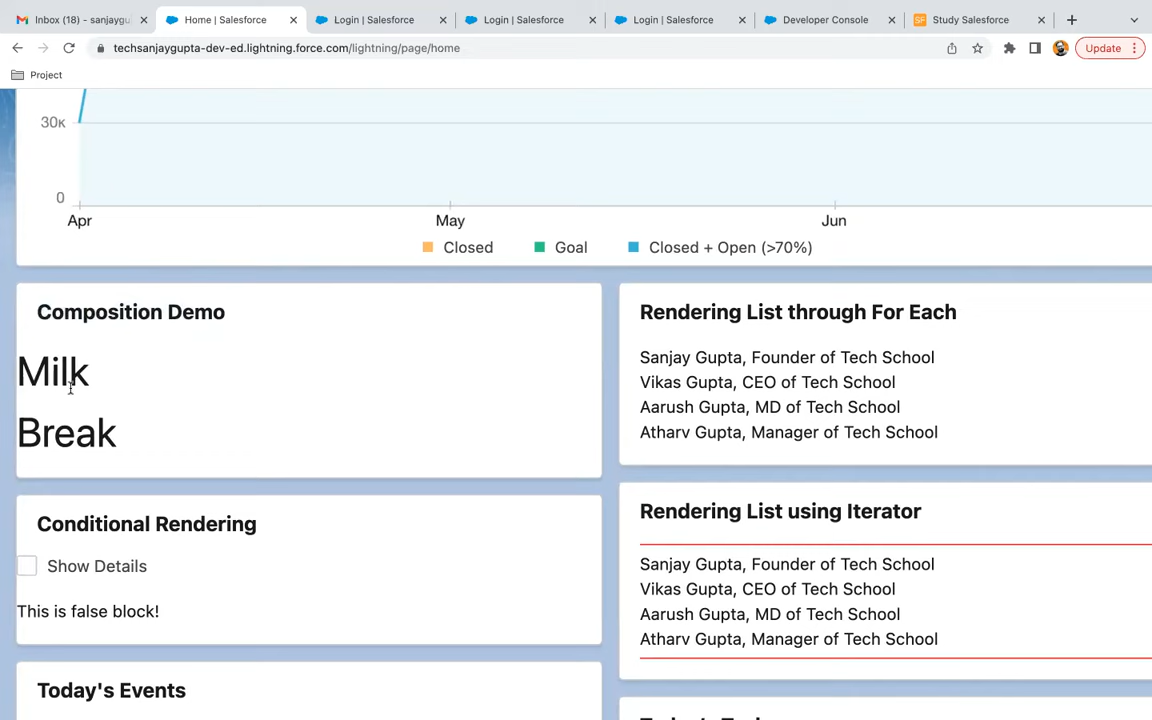 Inbox (18) - sanjaygu
Home | Salesforce
Login | Salesforce
Login | Salesforce
Login | Salesforce
Developer Console
SF
Study Salesforce
techsanjaygupta-dev-ed.lightning.force.com/lightning/page/home
Update
Project
30K
0
Apr
May
Jun
Closed
Goal
Closed + Open (>70%)
Composition Demo
Milk
Break
Conditional Rendering
Show Details
This is false block!
Today's Events
Rendering List through For Each
Sanjay Gupta, Founder of Tech School
Vikas Gupta, CEO of Tech School
Aarush Gupta, MD of Tech School
Atharv Gupta, Manager of Tech School
Rendering List using Iterator
Sanjay Gupta, Founder of Tech School
Vikas Gupta, CEO of Tech School
Aarush Gupta, MD of Tech School
Atharv Gupta, Manager of Tech School